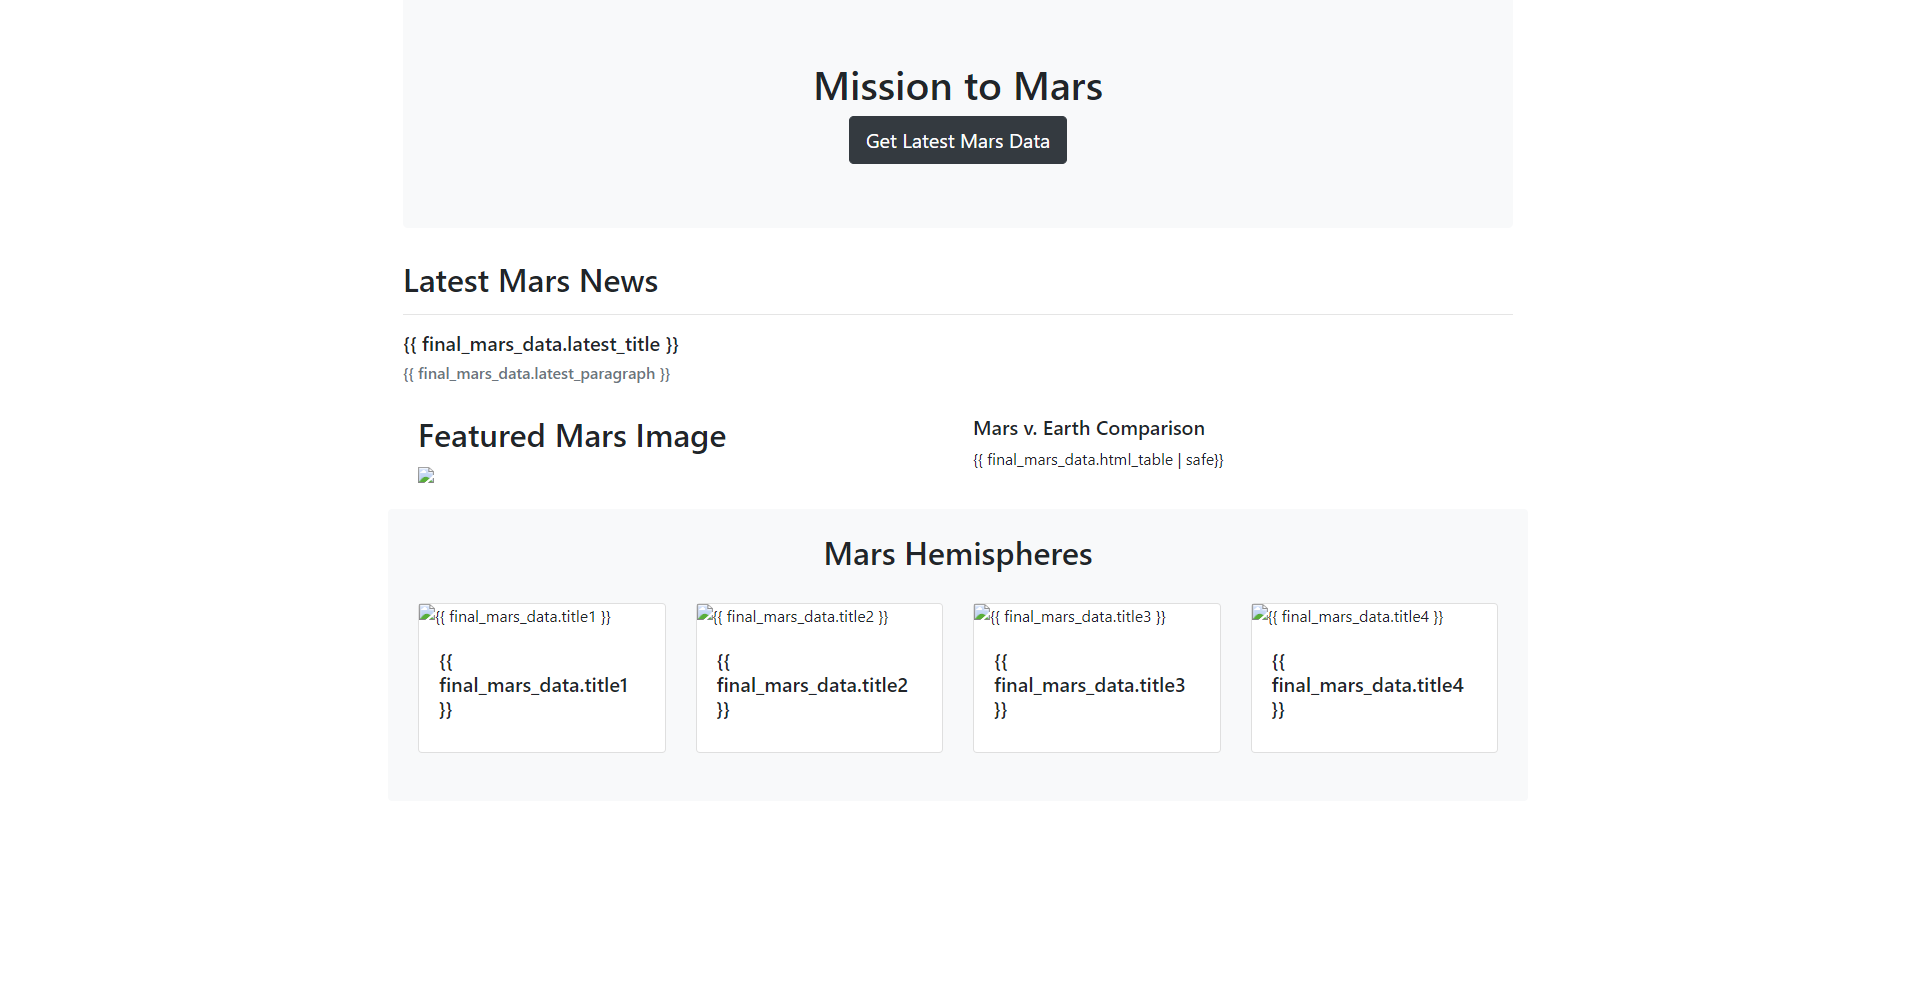 Mission to Mars
Get Latest Mars Data
Latest Mars News
{{ final_mars_data.latest_title }}
{{ final_mars_data.latest_paragraph }}
Featured Mars Image
Mars v. Earth Comparison
{{ final_mars_data.html_table | safe}}
Mars Hemispheres
{{ final_mars_data.title1 }}
{{
final_mars_data.title1
}}
{{ final_mars_data.title2 }}
{{
final_mars_data.title2
}}
{{ final_mars_data.title3 }}
{{
final_mars_data.title3
}}
{{ final_mars_data.title4 }}
{{
final_mars_data.title4
}}